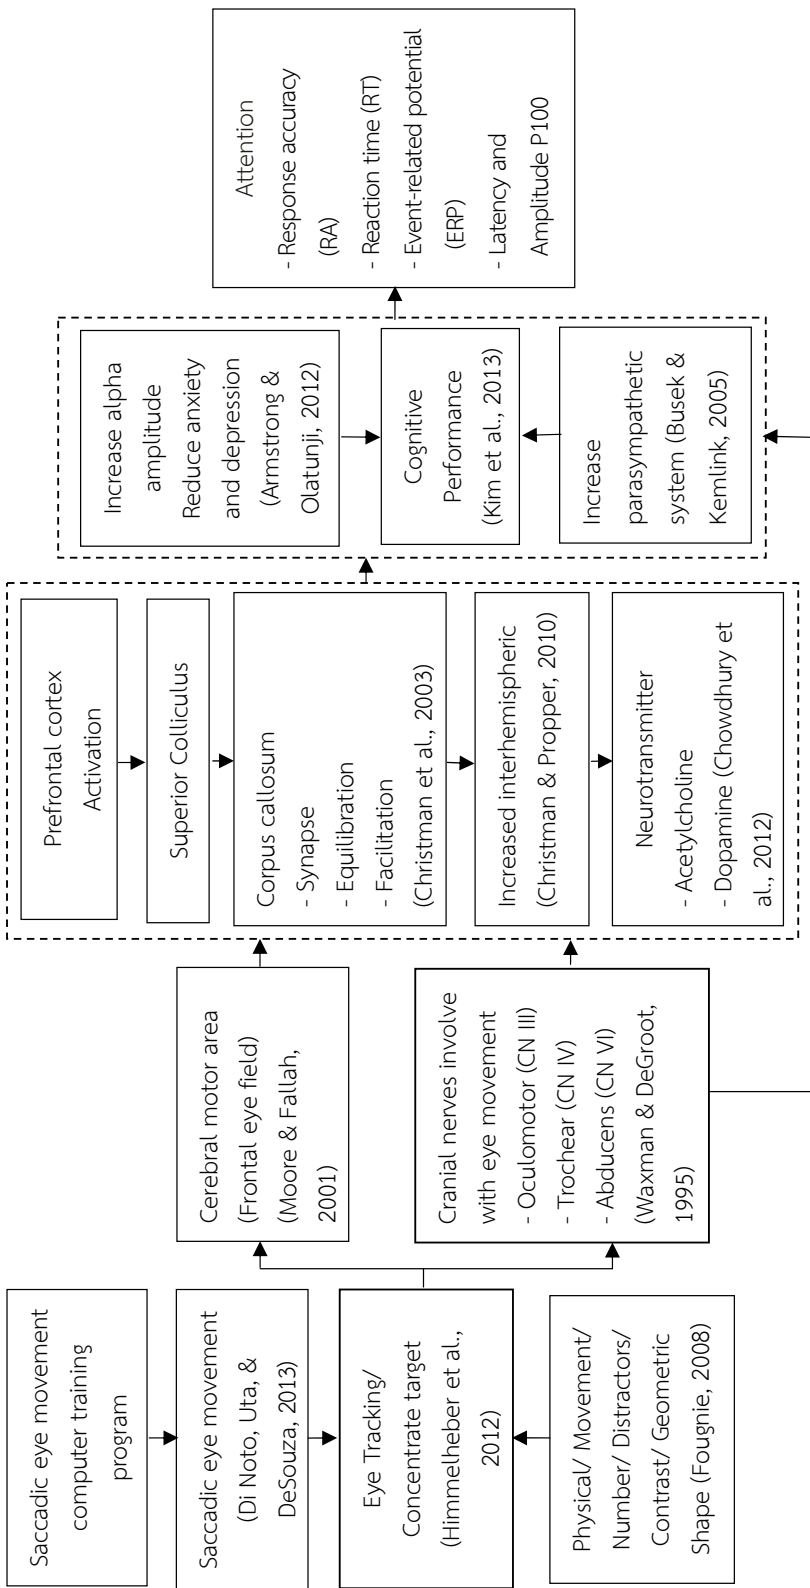 Saccadic eye movement
computer training
program
Saccadic eye movement
(Di Noto, Uta, &
DeSouza, 2013)
Eye Tracking/
Concentrate target
(Himmelheber et al.,
2012)
Physical/ Movement/
Number/ Distractors/
Contrast/ Geometric
Shape (Fougnie, 2008)
Cerebral motor area
(Frontal eye field)
(Moore & Fallah,
2001)
Cranial nerves involve
with eye movement
- Oculomotor (CN III)
- Trochear (CN IV)
- Abducens (CN VI)
(Waxman & DeGroot,
1995)
Prefrontal cortex
Activation
Superior Colliculus
Corpus callosum
- Synapse
- Equilibration
- Facilitation
(Christman et al., 2003)
Increased interhemispheric
(Christman & Propper, 2010)
Neurotransmitter
- Acetylcholine
- Dopamine (Chowdhury et
al., 2012)
Increase alpha
amplitude
Reduce anxiety
and depression
(Armstrong &
Olatunji, 2012)
Cognitive
Performance
(Kim et al., 2013)
Increase
parasympathetic
system (Busek &
Kemlink, 2005)
Attention
- Response accuracy
(RA)
- Reaction time (RT)
- Event-related potential
(ERP)
- Latency and
Amplitude P100